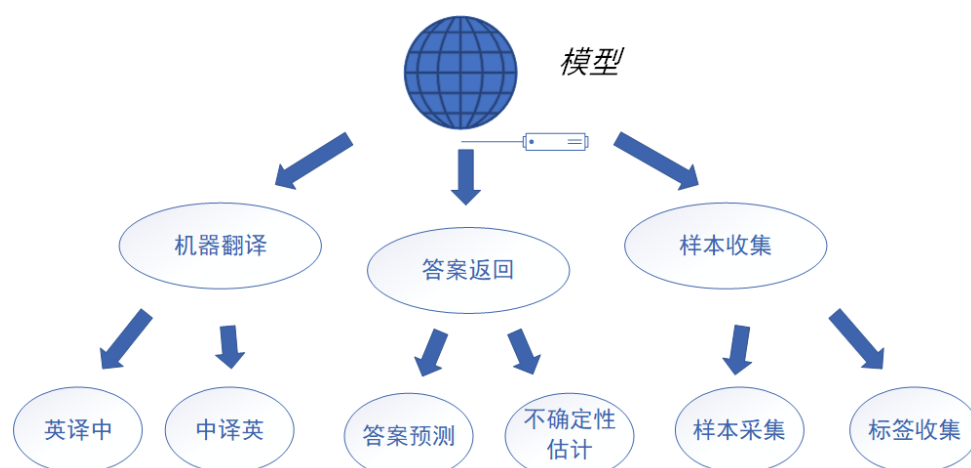 模型
机器翻译
答案返回
样本收集
英译中
中译英
答案预测
不确定性
估计
样本采集
标签收集